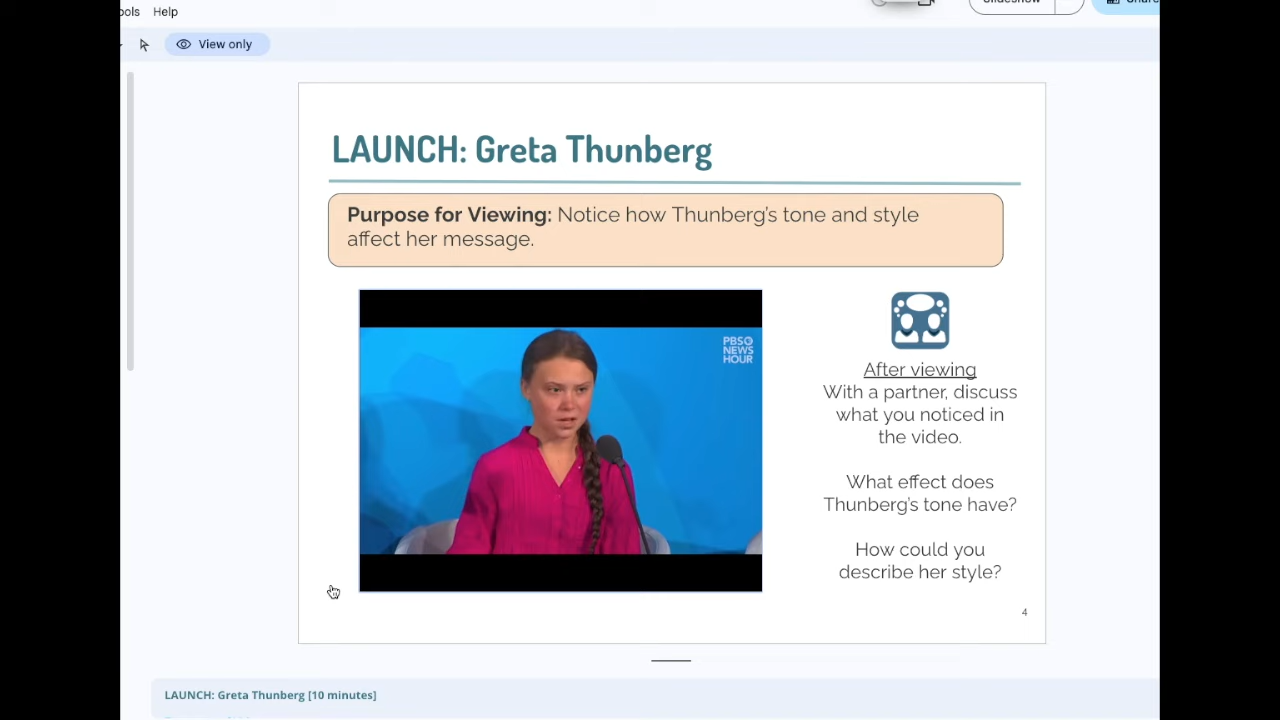 ools Help
Slideshow
Share
View only
LAUNCH: Greta Thunberg
Purpose for Viewing: Notice how Thunberg's tone and style
affect her message.
PBS
NEWS
HOUR
After viewing
With a partner, discuss
what you noticed in
the video.
What effect does
Thunberg's tone have?
How could you
describe her style?
4
LAUNCH: Greta Thunberg [10 minutes]